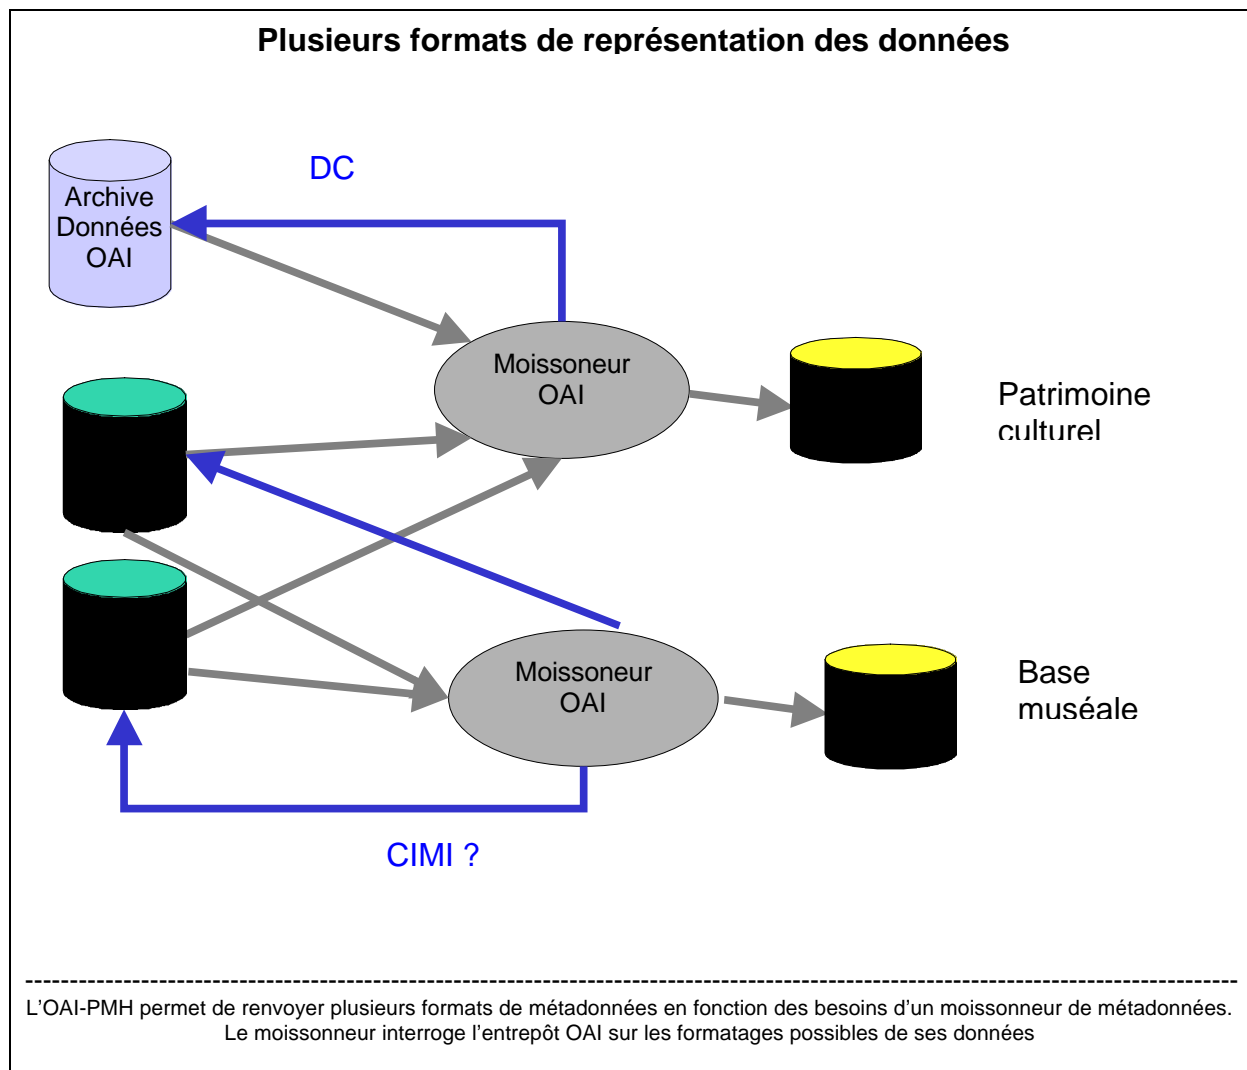 Plusieurs formats de représentation des données
DC
Archive
Données
OAI
Moissoneur
OAI
Patrimoine
culturel
Moissoneur
OAI
Base
muséale
CIMI ?
L'OAI-PMH permet de renvoyer plusieurs formats de métadonnées en fonction des besoins d'un moissonneur de métadonnées.
Le moissonneur interroge l'entrepôt OAI sur les formatages possibles de ses données